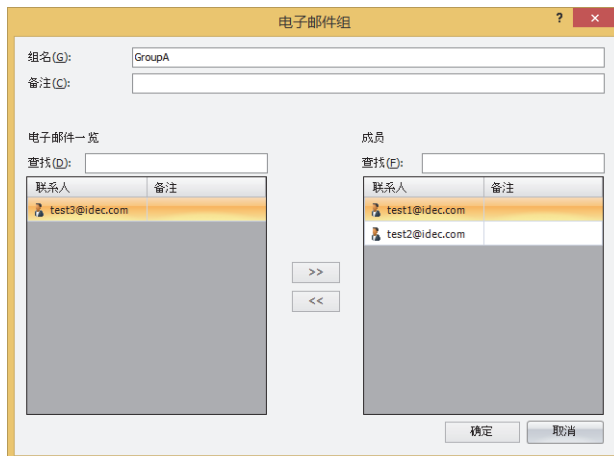 电子邮件组
? ×
组名(G): GroupA
备注(C):
电子邮件一览
查找(D):
联系人 备注
test3@idec.com
>>
<<
成员
查找(F):
联系人 备注
test1@idec.com
test2@idec.com
确定 取消